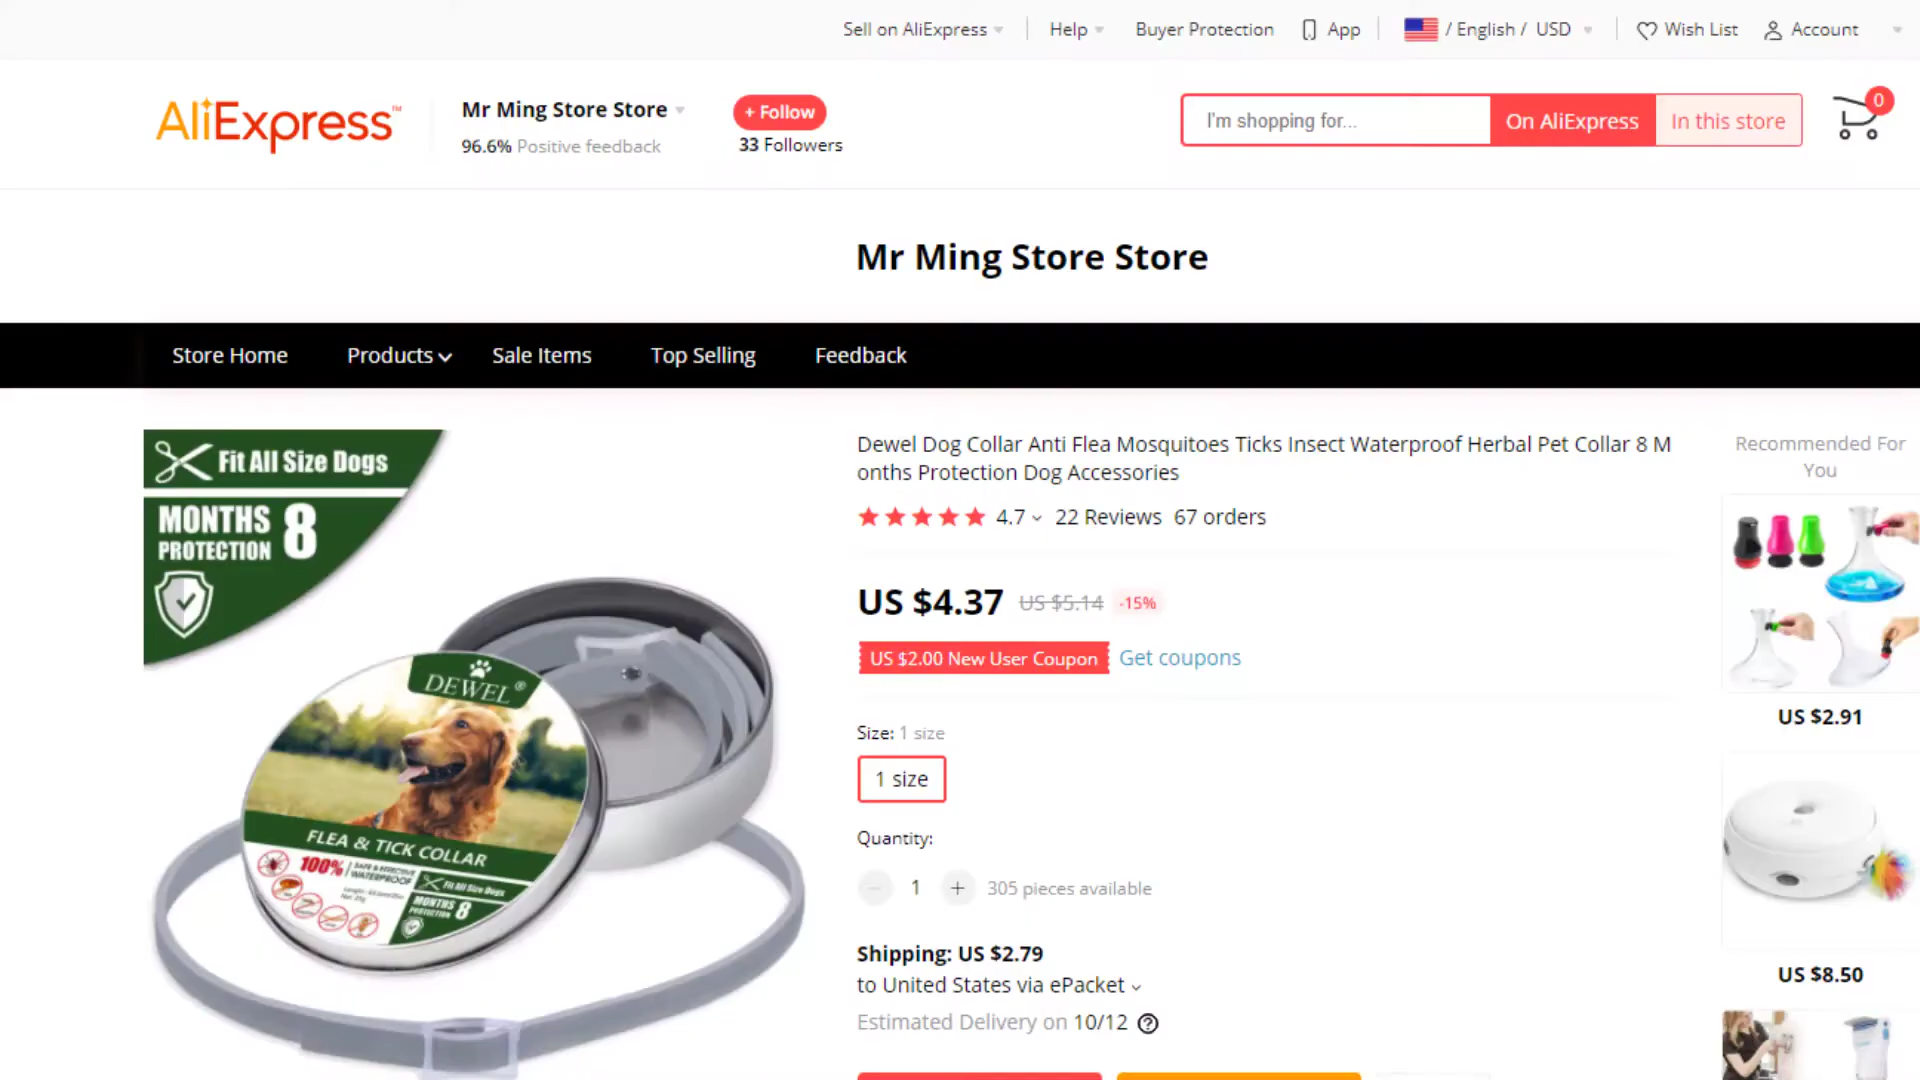 Sell on AliExpress
Help
Buyer Protection
App
/ English / USD
Wish List
Account
AliExpress™
Mr Ming Store Store
96.6% Positive feedback
+ Follow
33 Followers
I'm shopping for...
On AliExpress
In this store
0
Mr Ming Store Store
Store Home
Products
Sale Items
Top Selling
Feedback
Fit All Size Dogs
MONTHS 8
PROTECTION
DEWEL®
FLEA & TICK COLLAR
100%
SAFE & EFFECTIVE
WATERPROOF
Fit All Size Dogs
MONTHS 8
PROTECTION
Dewel Dog Collar Anti Flea Mosquitoes Ticks Insect Waterproof Herbal Pet Collar 8 M
onths Protection Dog Accessories
4.7
22 Reviews
67 orders
US $4.37
US $5.14
-15%
US $2.00 New User Coupon
Get coupons
Size: 1 size
1 size
Quantity:
1
305 pieces available
Shipping: US $2.79
to United States via ePacket
Estimated Delivery on 10/12
Recommended For
You
US $2.91
US $8.50